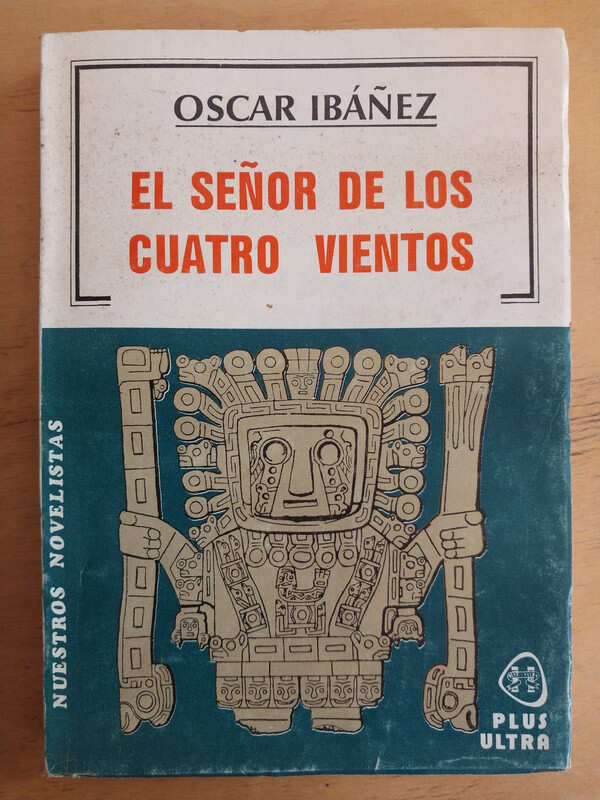 OSCAR IBÁÑEZ
EL SEÑOR DE LOS
CUATRO VIENTOS
NUESTROS NOVELISTAS
PLUS
ULTRA